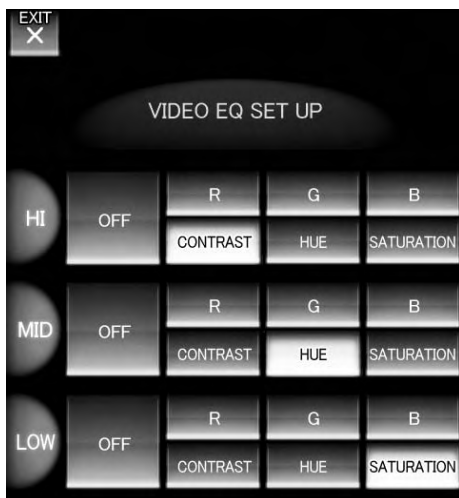 EXIT
×
VIDEO EQ SET UP
HI
OFF
R G B
CONTRAST HUE SATURATION
MID
OFF
R G B
CONTRAST HUE SATURATION
LOW
OFF
R G B
CONTRAST HUE SATURATION